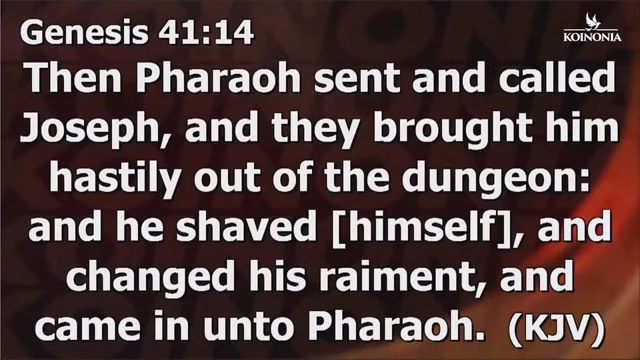 Genesis 41:14
KOINONIA
Then Pharaoh sent and called
Joseph, and they brought him
hastily out of the dungeon:
and he shaved [himself], and
changed his raiment, and
came in unto Pharaoh. (KJV)